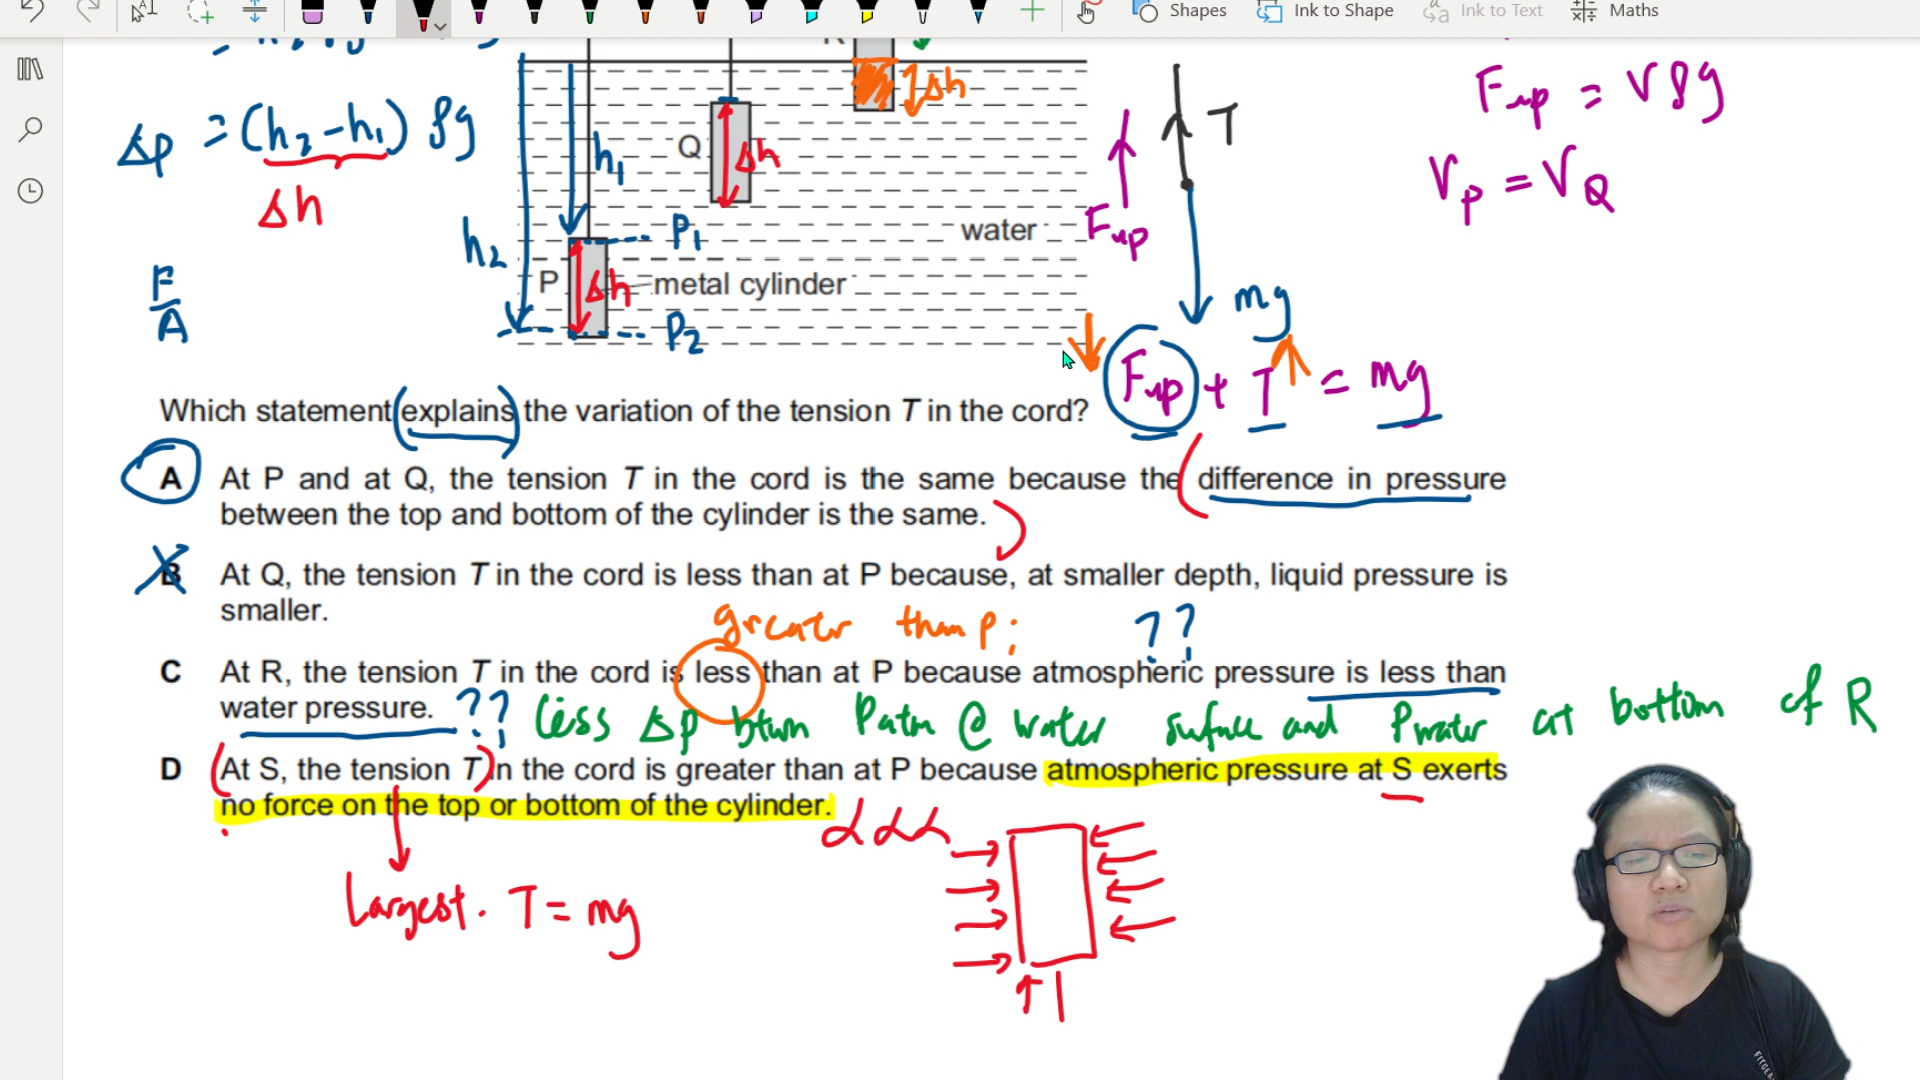 Shapes
Ink to Shape
Ink to Text
Maths
Δp = (h₂ - h₁) ρg
Δh
F/A
h₂
h₁
Q
Δh
Δh
P₁
water
P
Δh
metal cylinder
P₂
T
Fup
mg
Fup = Vρg
Vp = VQ
Fup + T = mg
Which statement explains the variation of the tension T in the cord?
A At P and at Q, the tension T in the cord is the same because the difference in pressure
between the top and bottom of the cylinder is the same.
B At Q, the tension T in the cord is less than at P because, at smaller depth, liquid pressure is
smaller.
greater than P; ??
C At R, the tension T in the cord is less than at P because atmospheric pressure is less than
water pressure. ??
less Δp btwn Patm @ water surface and Pwater at bottom of R
D At S, the tension T in the cord is greater than at P because atmospheric pressure at S exerts
no force on the top or bottom of the cylinder.
Largest. T = mg